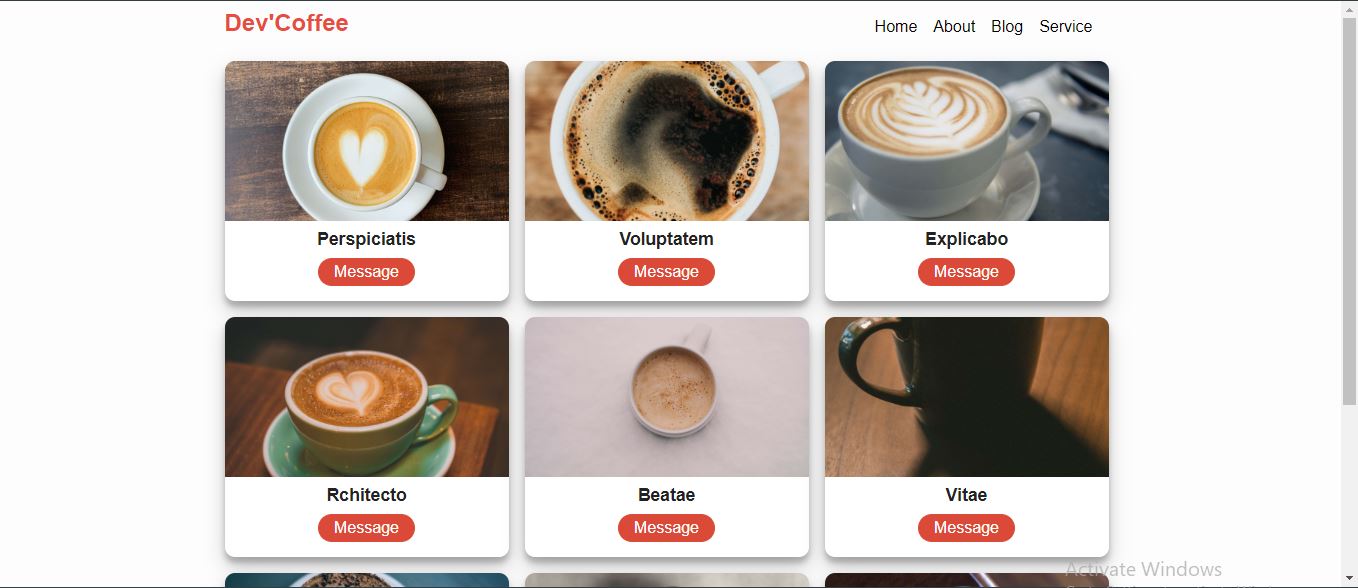 Dev'Coffee
Home About Blog Service
Perspiciatis Voluptatem Explicabo
Message Message Message
Rchitecto Beatae Vitae
Message Message Message
Activate Windows